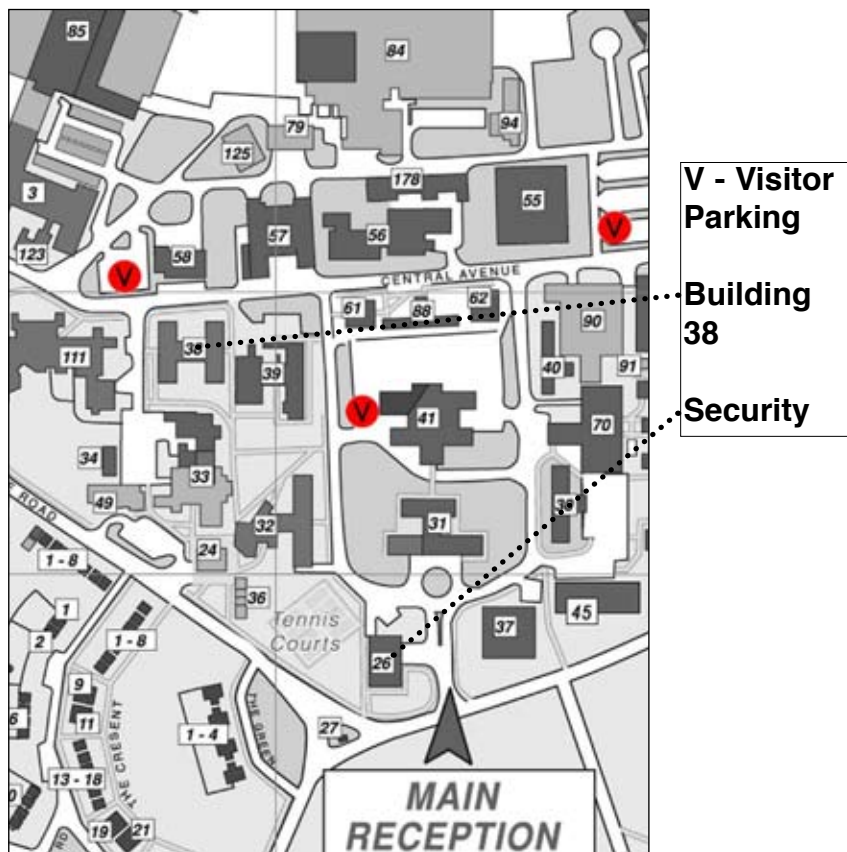 85
84
79
94
125
178
3
55
57
56
123
58
V
V
CENTRAL AVENUE
61
88
62
90
38
111
39
40
91
V
41
70
34
33
49
31
32
ROAD
24
1 - 8
36
45
1
Tennis
Courts
37
2
1 - 8
26
9
11
THE GREEN
1 - 4
27
THE CRESENT
13 - 18
19
21
RD
MAIN
RECEPTION
V - Visitor
Parking
Building
38
Security